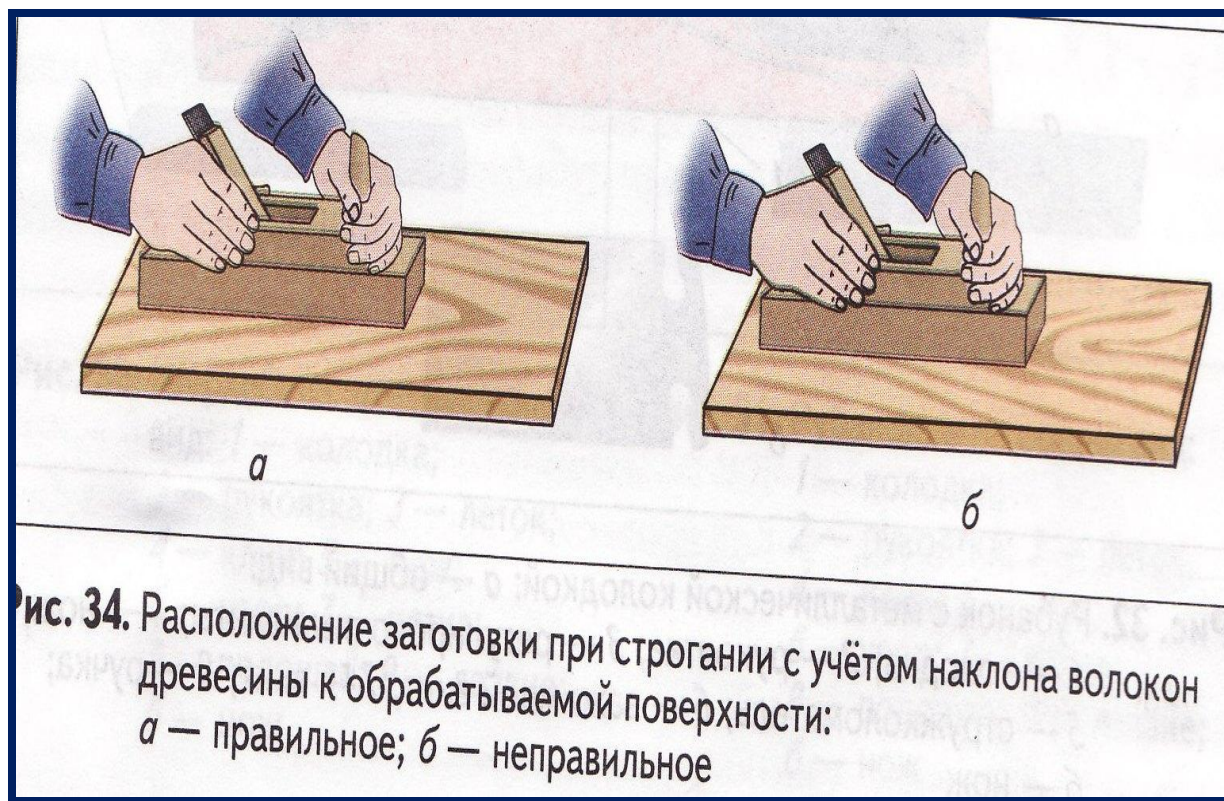 а
б
Рис. 34. Расположение заготовки при строгании с учётом наклона волокон
древесины к обрабатываемой поверхности:
а — правильное; б — неправильное